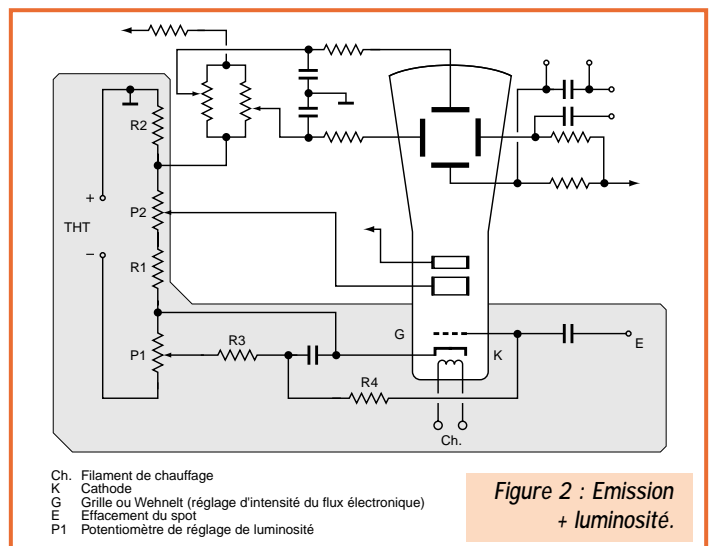 R2
+
P2
THT
–
R1
P1
R3
G
K
E
R4
Ch.
Ch. Filament de chauffage
K Cathode
G Grille ou Wehnelt (réglage d'intensité du flux électronique)
E Effacement du spot
P1 Potentiomètre de réglage de luminosité
Figure 2 : Emission
+ luminosité.